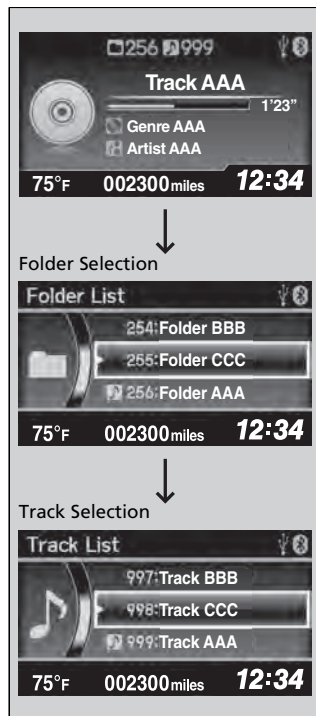 256 999
Track AAA
1'23"
Genre AAA
Artist AAA
75°F 002300 miles 12:34
Folder Selection
Folder List
254:Folder BBB
255:Folder CCC
256:Folder AAA
75°F 002300 miles 12:34
Track Selection
Track List
997:Track BBB
998:Track CCC
999:Track AAA
75°F 002300 miles 12:34